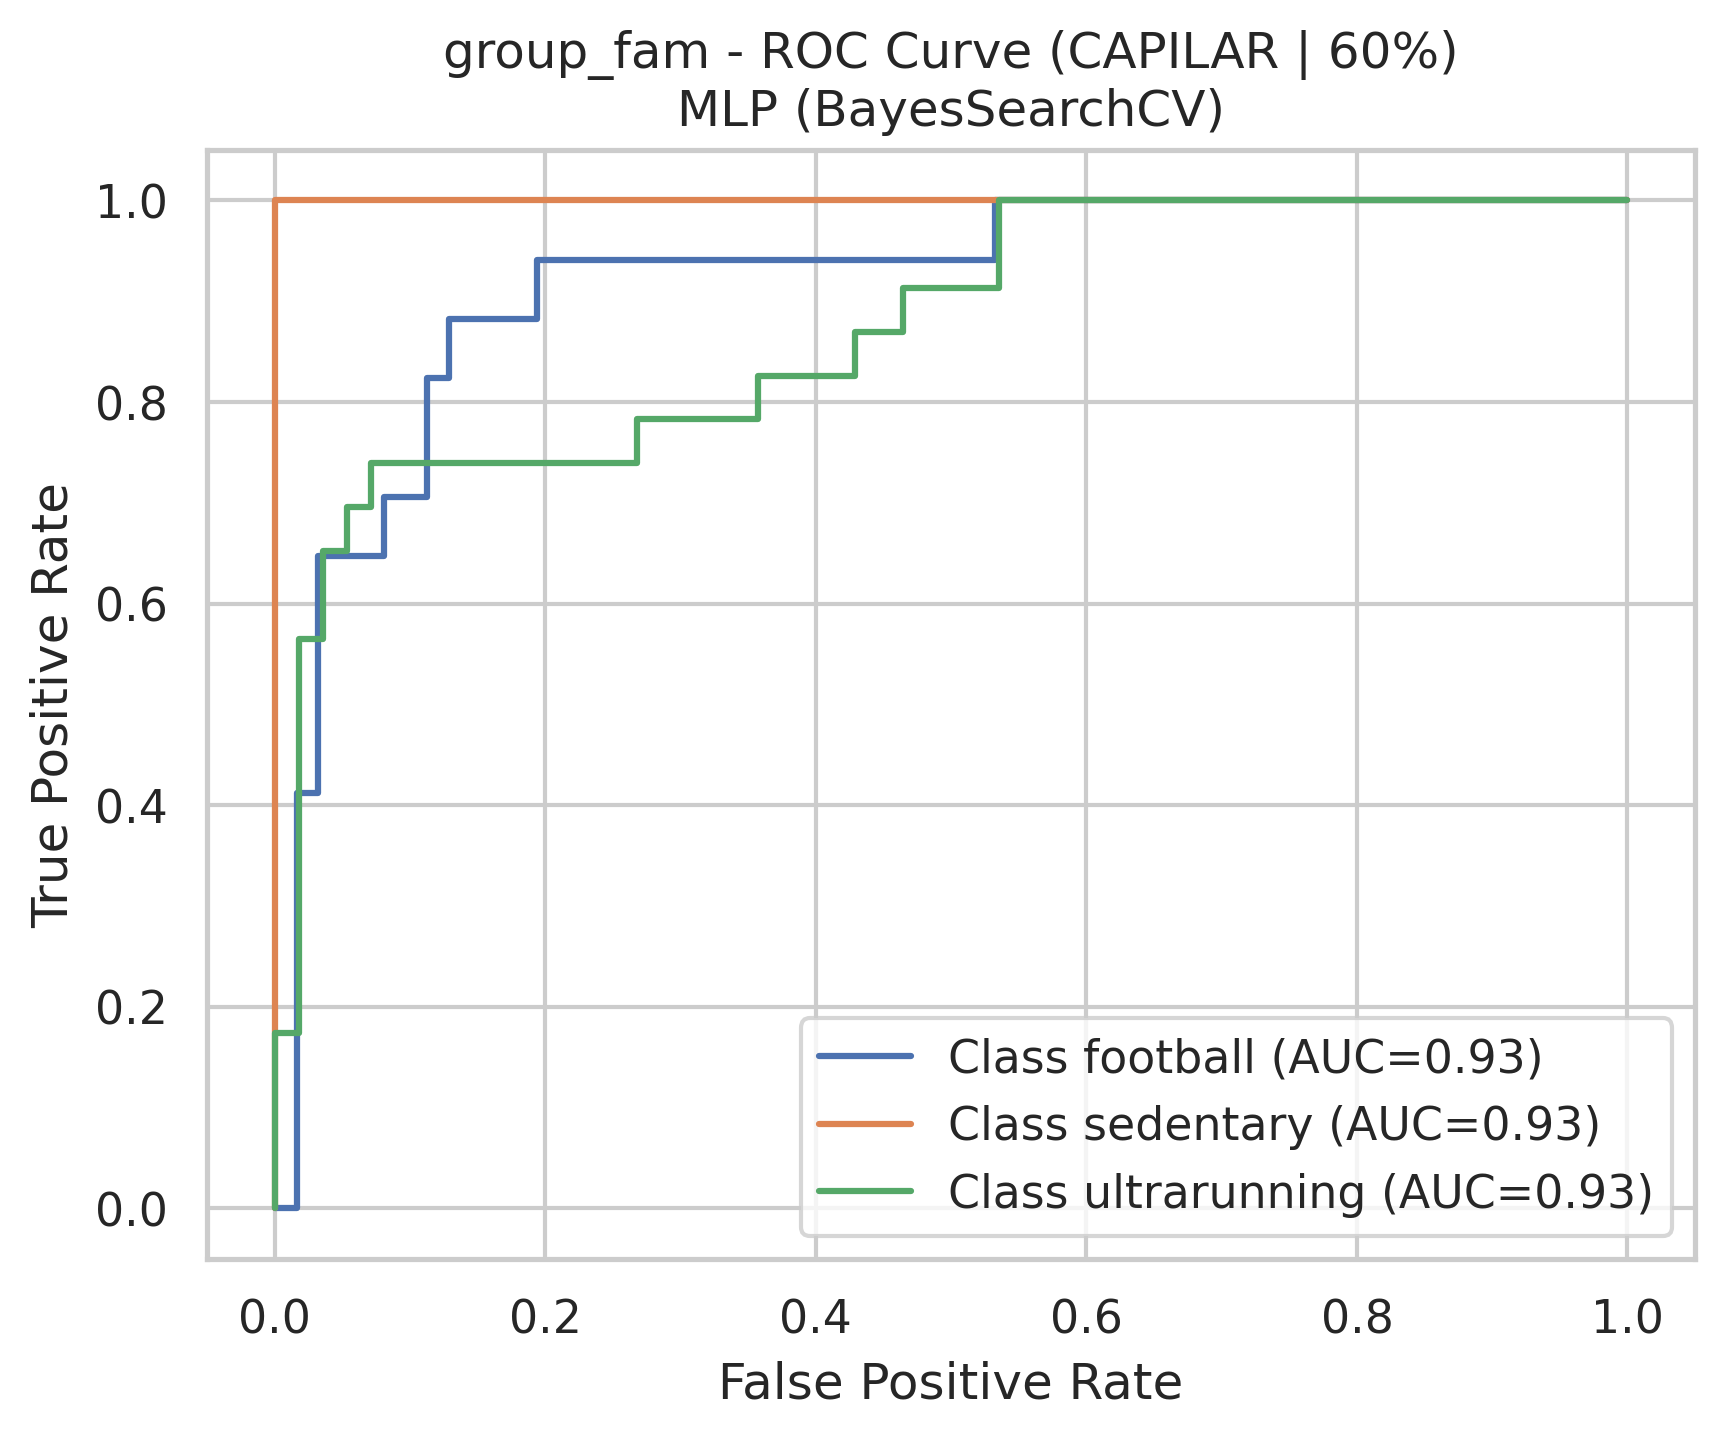 group_fam - ROC Curve (CAPILAR | 60%)
MLP (BayesSearchCV)
True Positive Rate
1.0
0.8
0.6
0.4
0.2
0.0
Class football (AUC=0.93)
Class sedentary (AUC=0.93)
Class ultrarunning (AUC=0.93)
0.0 0.2 0.4 0.6 0.8 1.0
False Positive Rate